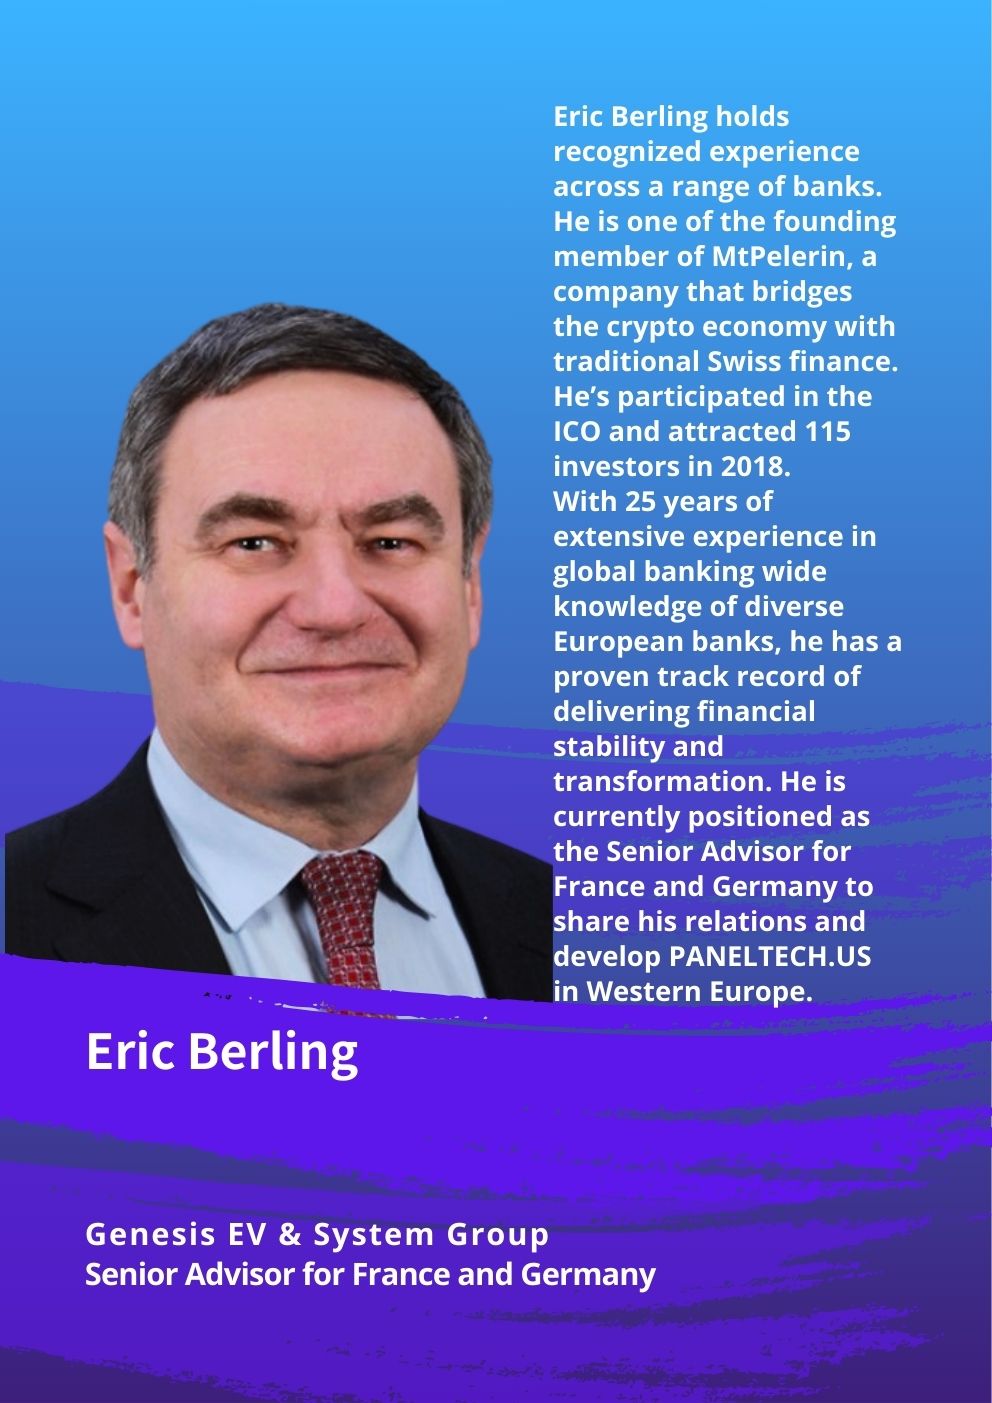 Eric Berling holds
recognized experience
across a range of banks.
He is one of the founding
member of MtPelerin, a
company that bridges
the crypto economy with
traditional Swiss finance.
He’s participated in the
ICO and attracted 115
investors in 2018.
With 25 years of
extensive experience in
global banking wide
knowledge of diverse
European banks, he has a
proven track record of
delivering financial
stability and
transformation. He is
currently positioned as
the Senior Advisor for
France and Germany to
share his relations and
develop PANELTECH.US
in Western Europe.
Eric Berling
Genesis EV & System Group
Senior Advisor for France and Germany